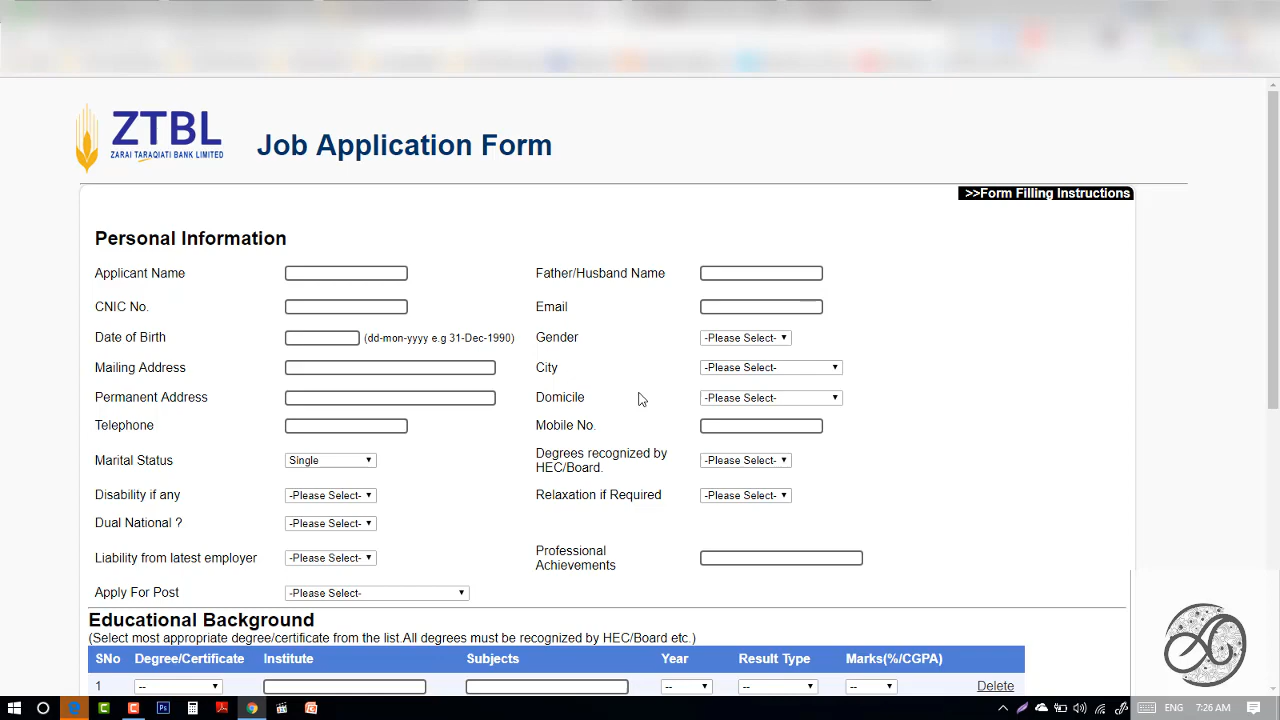 ZTBL
ZARAI TARAQIATI BANK LIMITED
Job Application Form
>>Form Filling Instructions
Personal Information
Applicant Name Father/Husband Name
CNIC No. Email
Date of Birth (dd-mon-yyyy e.g 31-Dec-1990) Gender -Please Select-
Mailing Address City -Please Select-
Permanent Address Domicile -Please Select-
Telephone Mobile No.
Marital Status Single Degrees recognized by HEC/Board. -Please Select-
Disability if any -Please Select- Relaxation if Required -Please Select-
Dual National ? -Please Select-
Liability from latest employer -Please Select- Professional Achievements
Apply For Post -Please Select-
Educational Background
(Select most appropriate degree/certificate from the list.All degrees must be recognized by HEC/Board etc.)
SNo Degree/Certificate Institute Subjects Year Result Type Marks(%/CGPA)
1 -- -- -- -- Delete
ENG 7:26 AM